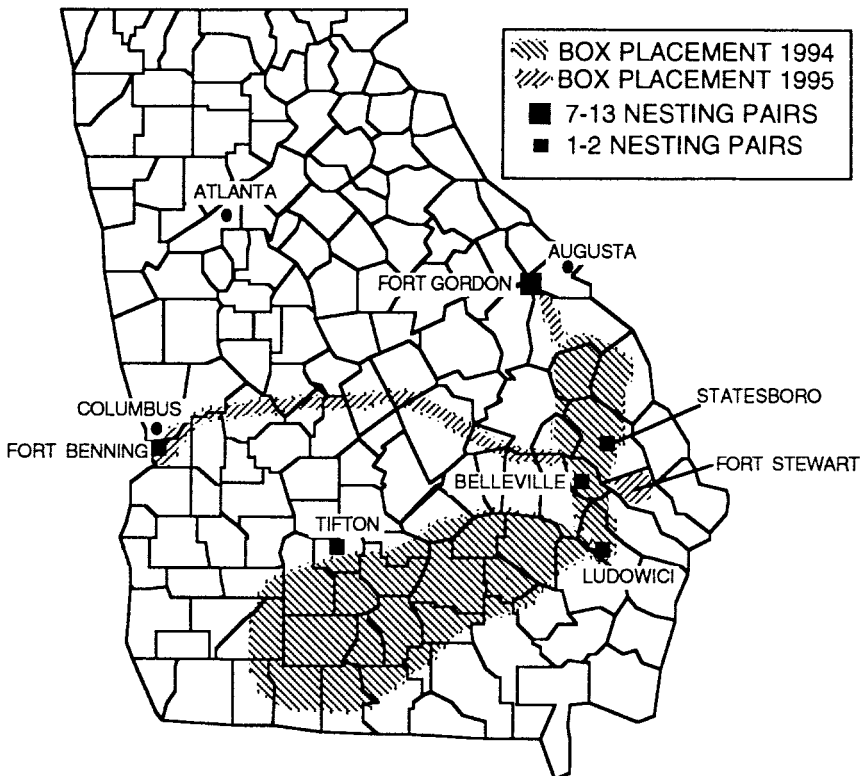 BOX PLACEMENT 1994
BOX PLACEMENT 1995
7-13 NESTING PAIRS
1-2 NESTING PAIRS
ATLANTA
AUGUSTA
FORT GORDON
STATESBORO
COLUMBUS
FORT BENNING
FORT STEWART
BELLEVILLE
TIFTON
LUDOWICI